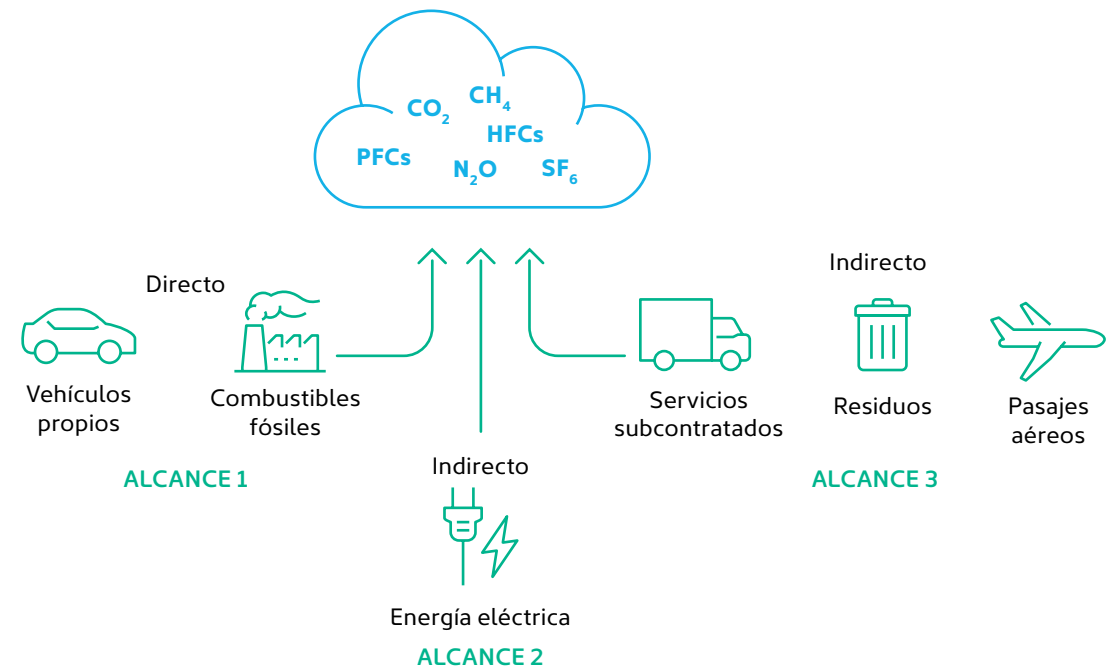 CO₂
CH₄
HFCs
PFCs
N₂O
SF₆
Directo
Vehículos
propios
Combustibles
fósiles
ALCANCE 1
Indirecto
Energía eléctrica
ALCANCE 2
Indirecto
Servicios
subcontratados
Residuos
Pasajes
aéreos
ALCANCE 3